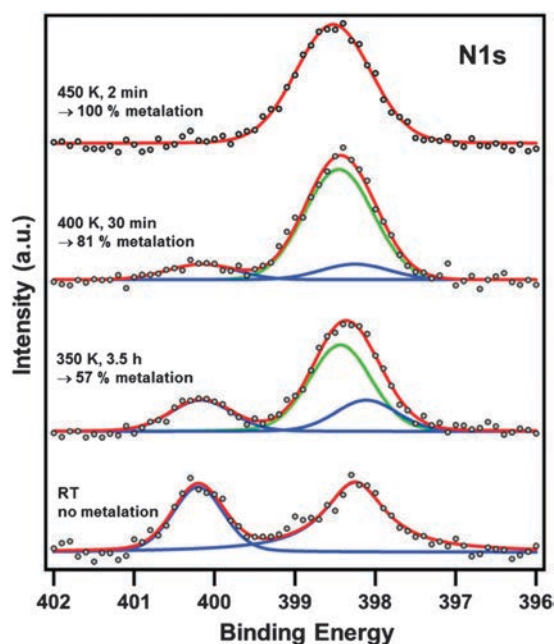 N1s
450 K, 2 min
→ 100 % metalation
400 K, 30 min
→ 81 % metalation
350 K, 3.5 h
→ 57 % metalation
RT
no metalation
Intensity (a.u.)
402 401 400 399 398 397 396
Binding Energy